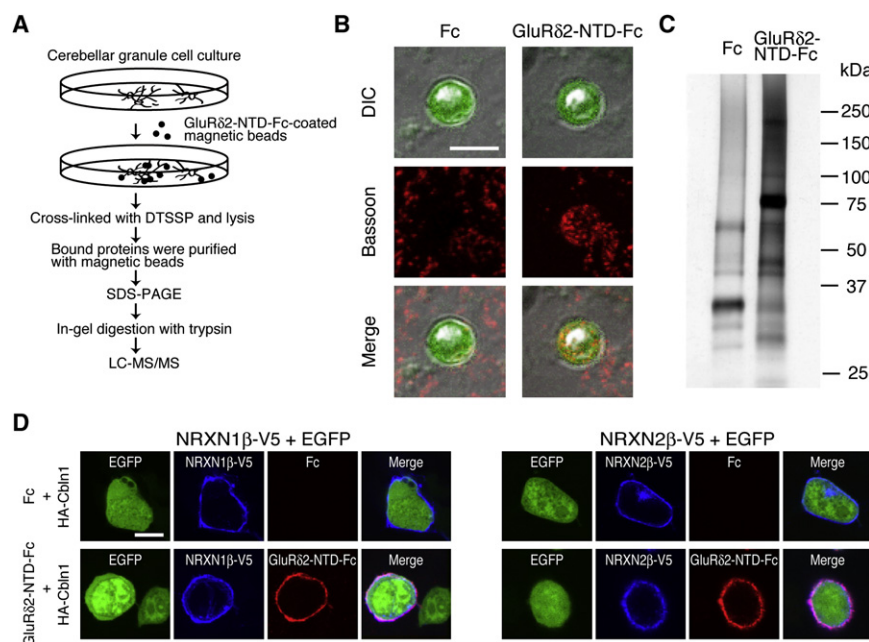 A
Cerebellar granule cell culture
GluRδ2-NTD-Fc-coated
magnetic beads
Cross-linked with DTSSP and lysis
Bound proteins were purified
with magnetic beads
SDS-PAGE
In-gel digestion with trypsin
LC-MS/MS
B
Fc
GluRδ2-NTD-Fc
DIC
Bassoon
Merge
C
Fc
GluRδ2-
NTD-Fc
kDa
250
150
100
75
50
37
25
D
NRXN1β-V5 + EGFP
Fc
+
HA-Cbln1
EGFP
NRXN1β-V5
Fc
Merge
GluRδ2-NTD-Fc
+
HA-Cbln1
EGFP
NRXN1β-V5
GluRδ2-NTD-Fc
Merge
NRXN2β-V5 + EGFP
EGFP
NRXN2β-V5
Fc
Merge
EGFP
NRXN2β-V5
GluRδ2-NTD-Fc
Merge